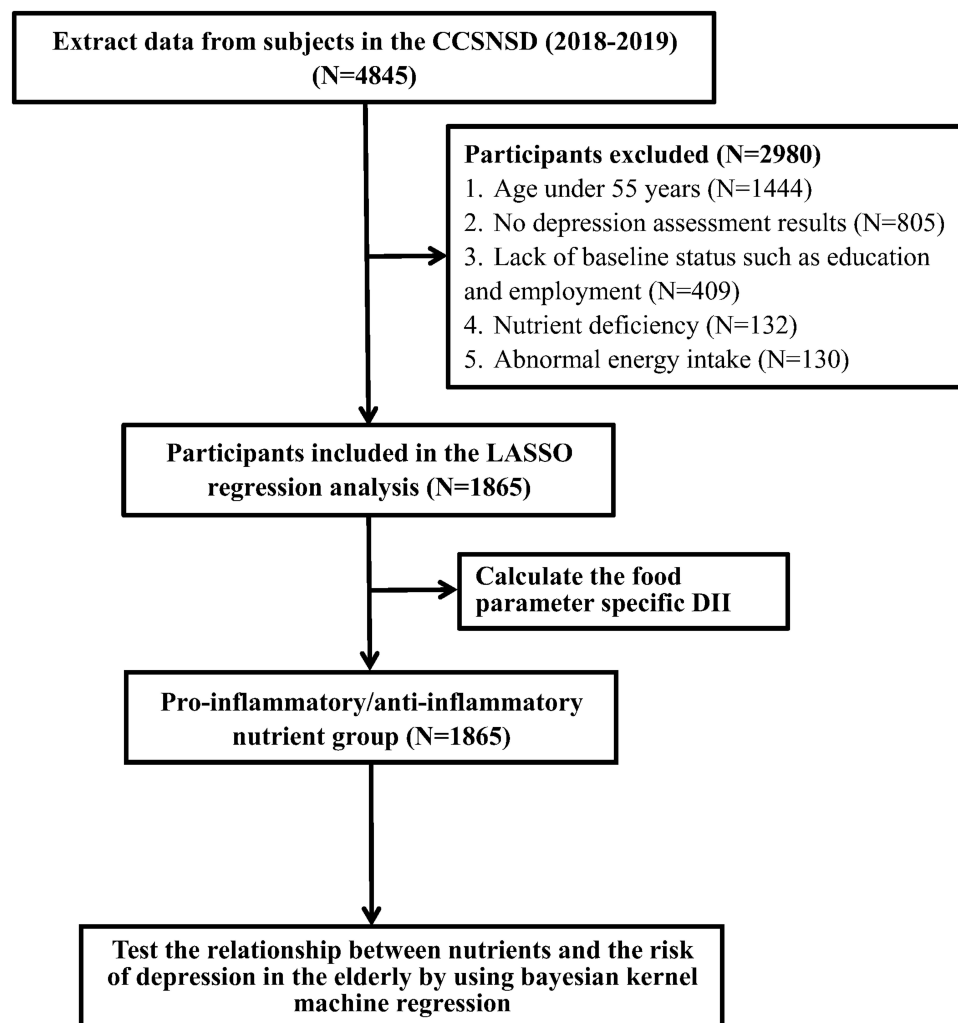 Extract data from subjects in the CCSNSD (2018-2019)
(N=4845)
Participants excluded (N=2980)
1. Age under 55 years (N=1444)
2. No depression assessment results (N=805)
3. Lack of baseline status such as education
and employment (N=409)
4. Nutrient deficiency (N=132)
5. Abnormal energy intake (N=130)
Participants included in the LASSO
regression analysis (N=1865)
Calculate the food
parameter specific DII
Pro-inflammatory/anti-inflammatory
nutrient group (N=1865)
Test the relationship between nutrients and the risk
of depression in the elderly by using bayesian kernel
machine regression